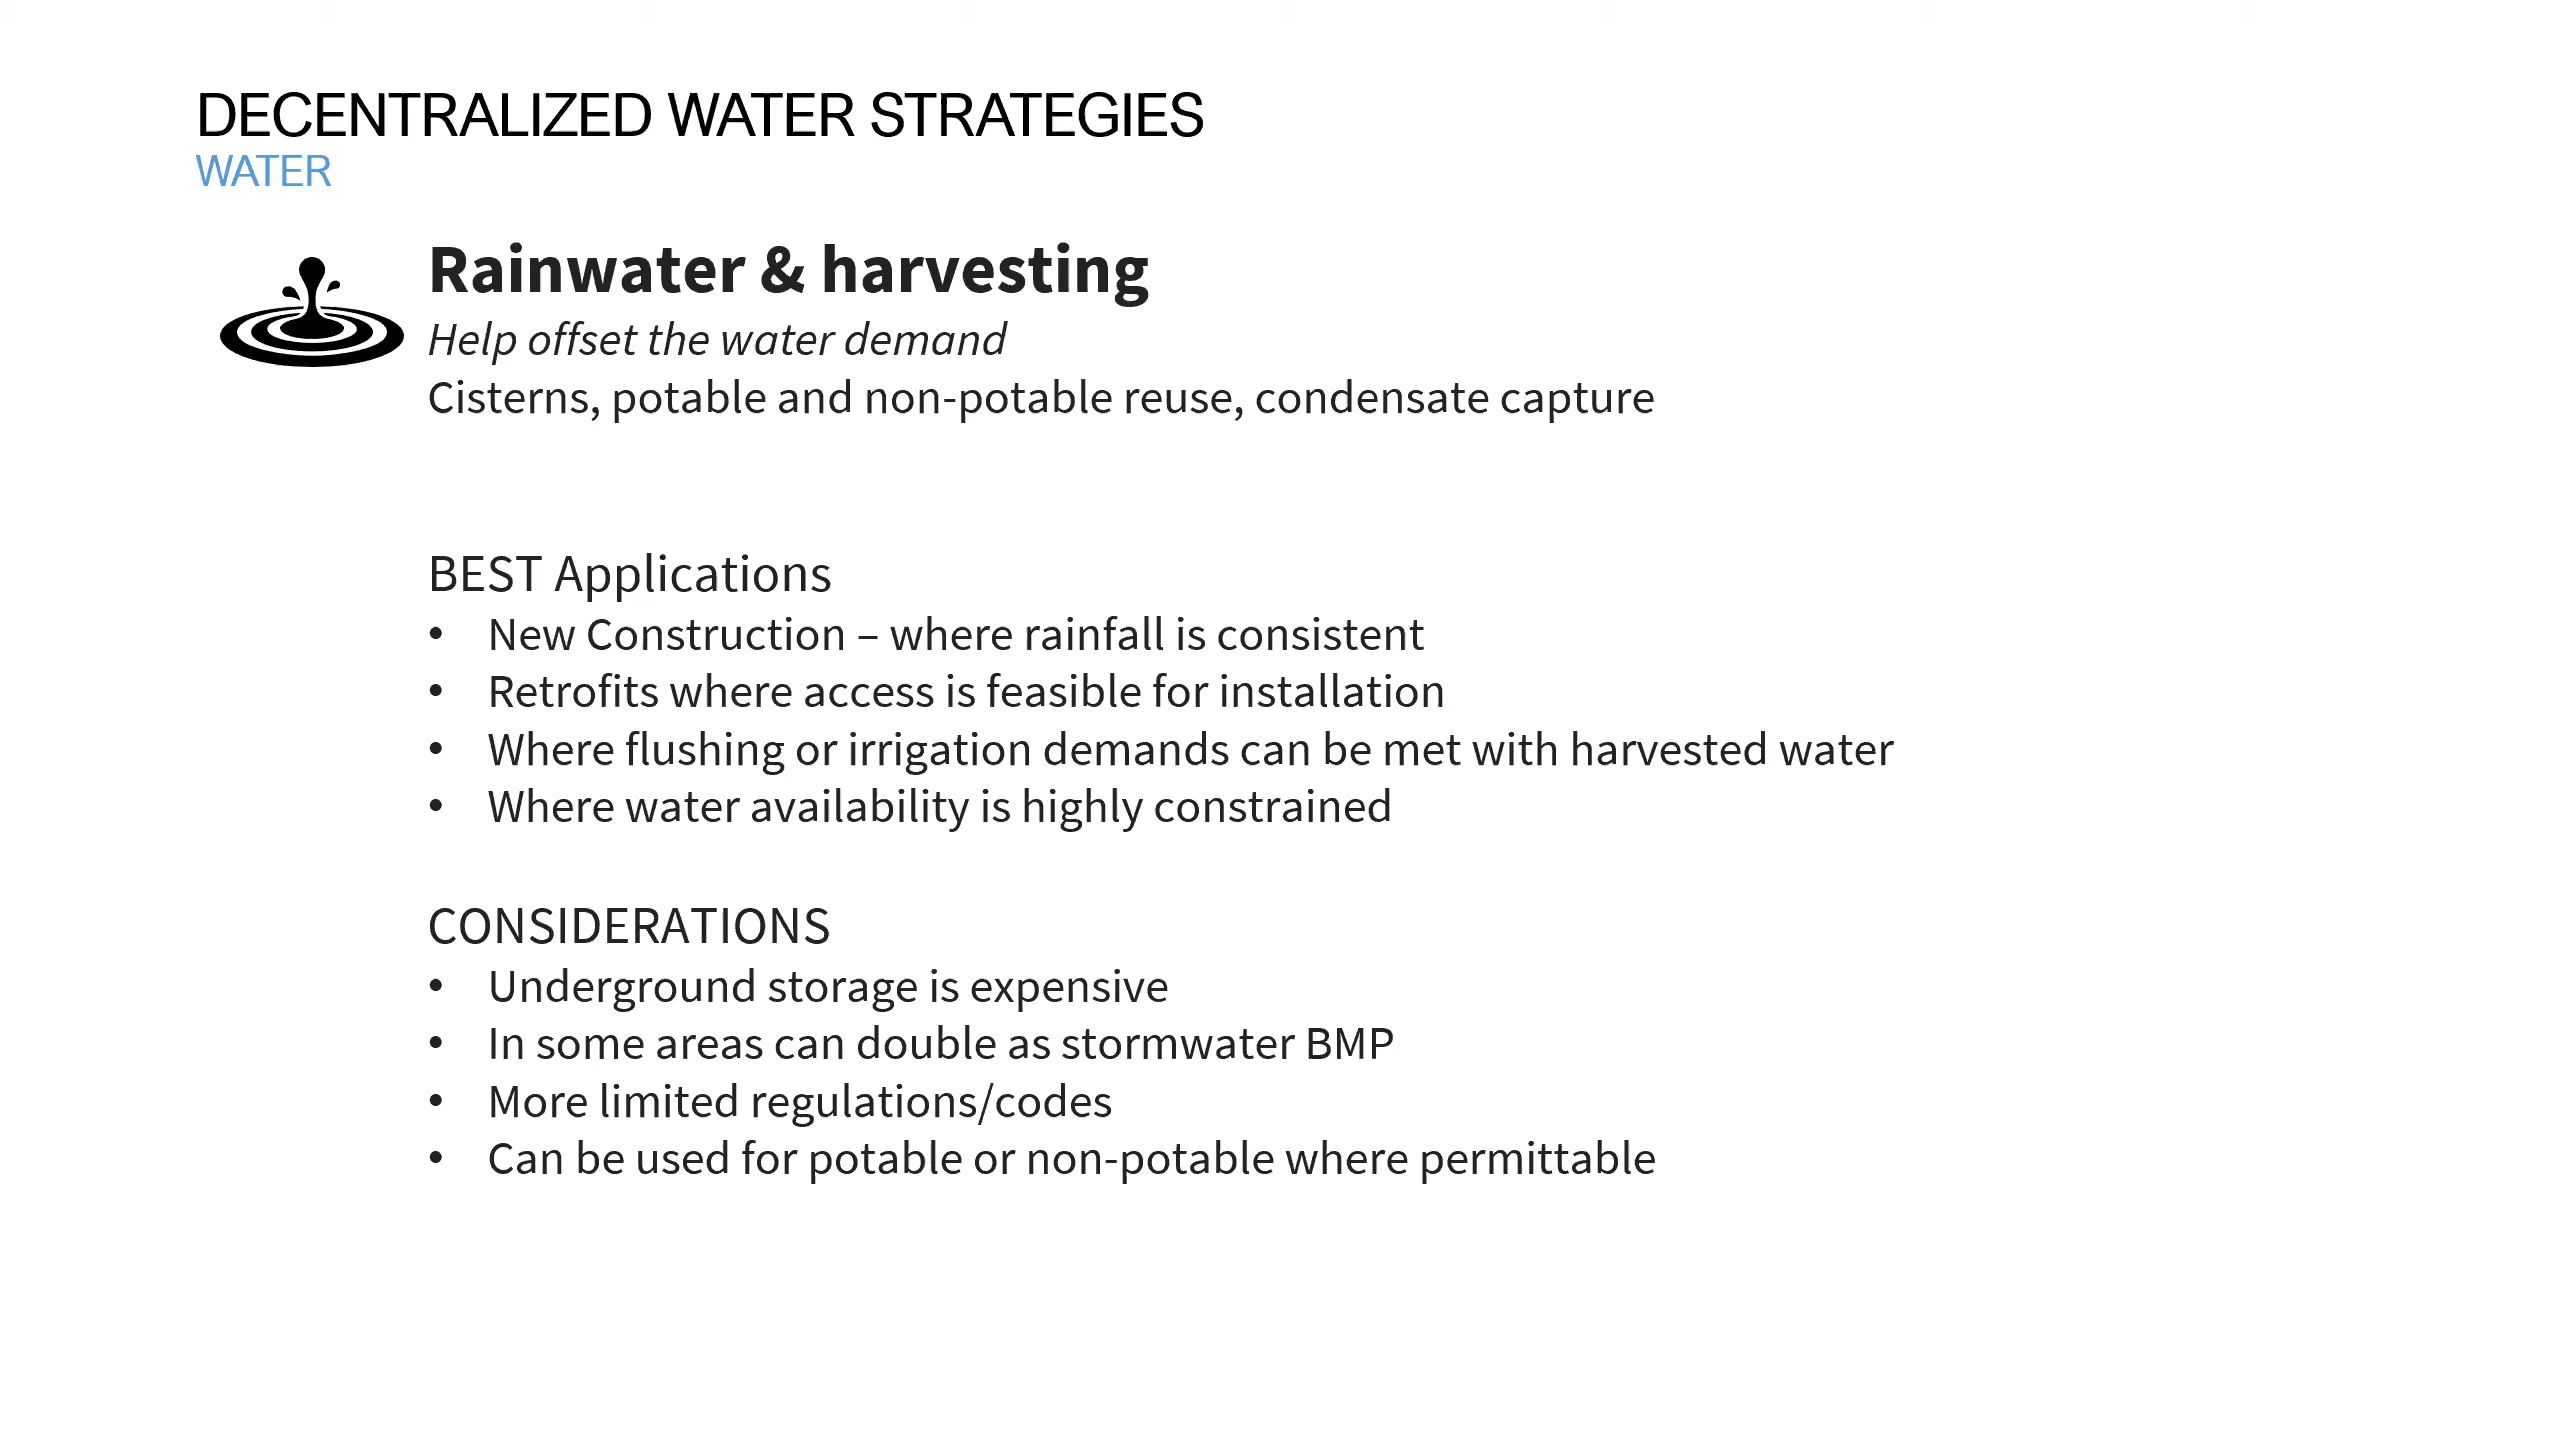 DECENTRALIZED WATER STRATEGIES
WATER
Rainwater & harvesting
Help offset the water demand
Cisterns, potable and non-potable reuse, condensate capture
BEST Applications
• New Construction – where rainfall is consistent
• Retrofits where access is feasible for installation
• Where flushing or irrigation demands can be met with harvested water
• Where water availability is highly constrained
CONSIDERATIONS
• Underground storage is expensive
• In some areas can double as stormwater BMP
• More limited regulations/codes
• Can be used for potable or non-potable where permittable